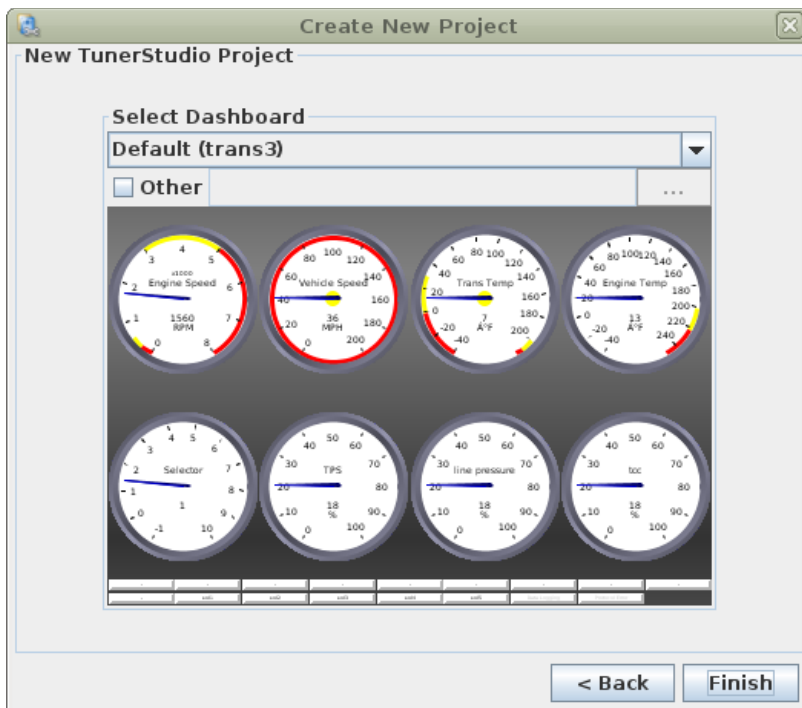 Create New Project
New TunerStudio Project
Select Dashboard
Default (trans3)
Other
...
0 1 2 3 4 5 6 7 8
x1000
Engine Speed
1560
RPM
0 20 40 60 80 100 120 140 160 180 200
Vehicle Speed
36
MPH
-40 -20 0 20 40 60 80 100 120 140 160 180 200
Trans Temp
7
Â°F
-40 -20 0 20 40 60 80 100 120 140 160 180 200 220 240
Engine Temp
13
Â°F
-1 0 1 2 3 4 5 6 7 8 9 10
Selector
1
0 10 20 30 40 50 60 70 80 90 100
TPS
18
%
0 10 20 30 40 50 60 70 80 90 100
line pressure
18
%
0 10 20 30 40 50 60 70 80 90 100
tcc
18
%
< Back
Finish